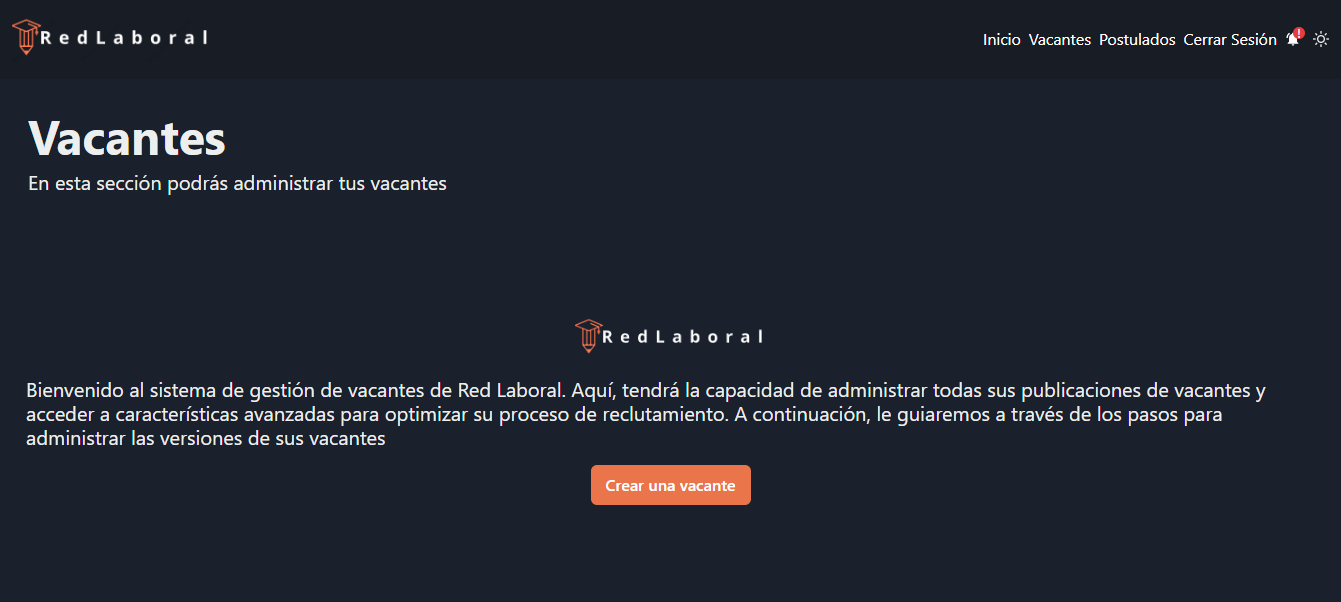 RedLaboral
Inicio Vacantes Postulados Cerrar Sesión !
Vacantes
En esta sección podrás administrar tus vacantes
RedLaboral
Bienvenido al sistema de gestión de vacantes de Red Laboral. Aquí, tendrá la capacidad de administrar todas sus publicaciones de vacantes y
acceder a características avanzadas para optimizar su proceso de reclutamiento. A continuación, le guiaremos a través de los pasos para
administrar las versiones de sus vacantes
Crear una vacante